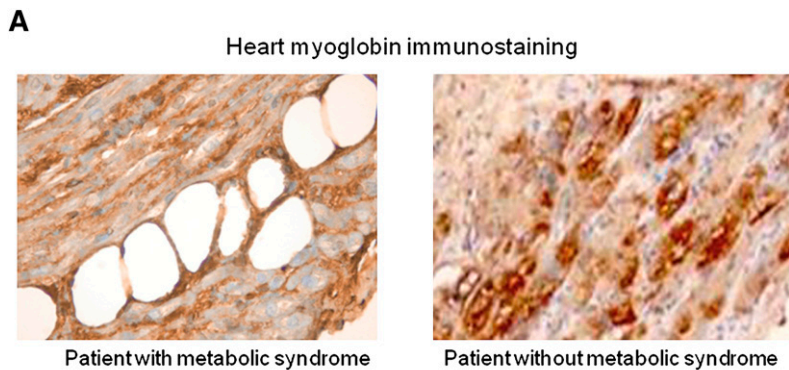 A
Heart myoglobin immunostaining
Patient with metabolic syndrome
Patient without metabolic syndrome